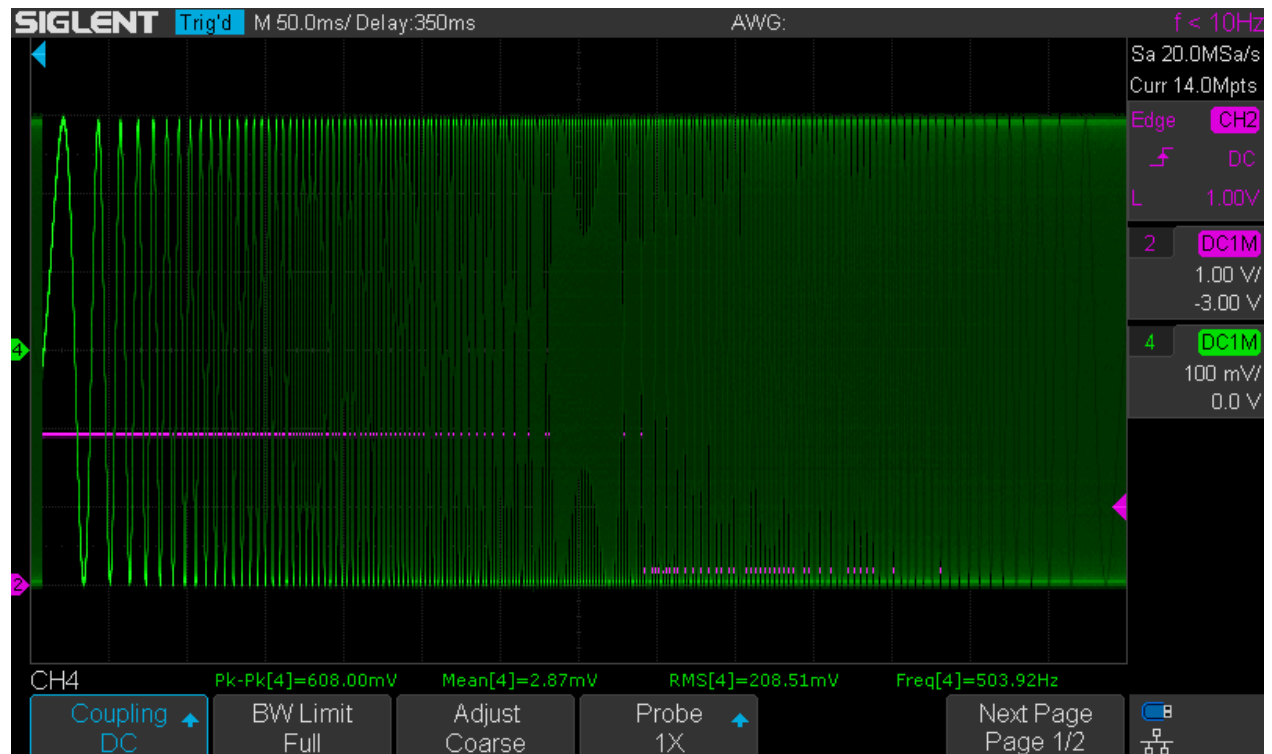 SIGLENT Trig'd M 50.0ms/ Delay:350ms AWG: f < 10Hz
Sa 20.0MSa/s
Curr 14.0Mpts
Edge CH2
DC
L 1.00V
2 DC1M
1.00 V/
-3.00 V
4 DC1M
100 mV/
0.0 V
4
2
CH4 Pk-Pk[4]=608.00mV Mean[4]=2.87mV RMS[4]=208.51mV Freq[4]=503.92Hz
Coupling BW Limit Adjust Probe Next Page
DC Full Coarse 1X Page 1/2